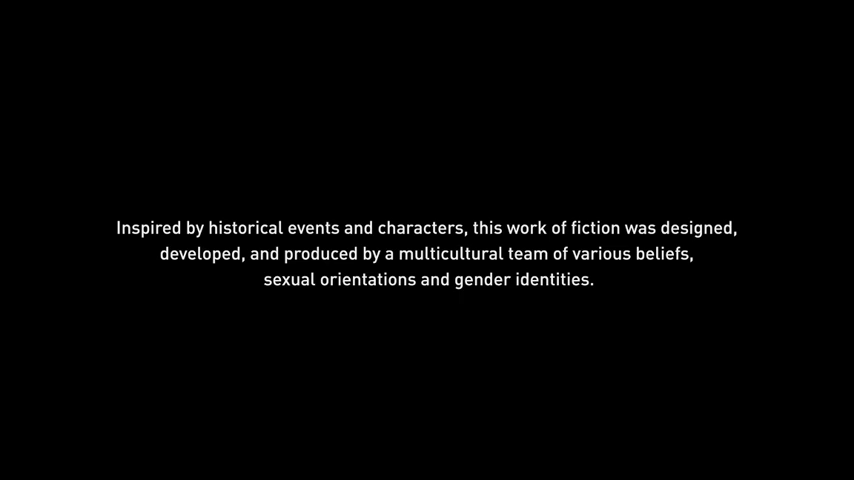 Inspired by historical events and characters, this work of fiction was designed,
developed, and produced by a multicultural team of various beliefs,
sexual orientations and gender identities.